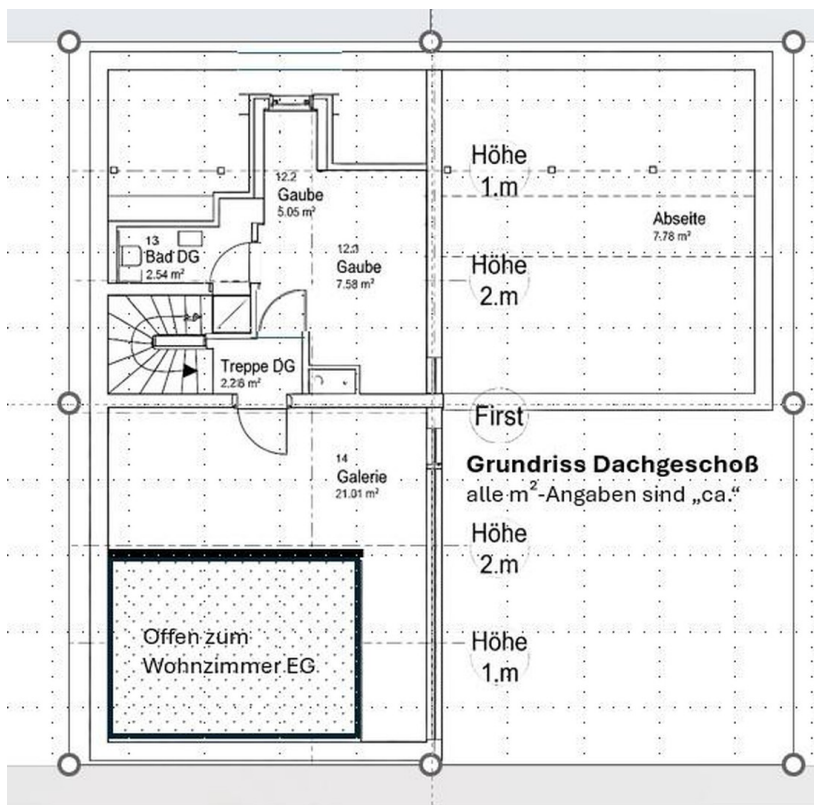 12.2
Gaube
5.05 m²
Höhe
1.m
Abseite
7.78 m²
13
Bad DG
2.54 m²
12.1
Gaube
7.58 m²
Höhe
2.m
Treppe DG
2.26 m²
First
14
Galerie
21.01 m²
Grundriss Dachgeschoß
alle m²-Angaben sind „ca.“
Höhe
2.m
Offen zum
Wohnzimmer EG
Höhe
1.m